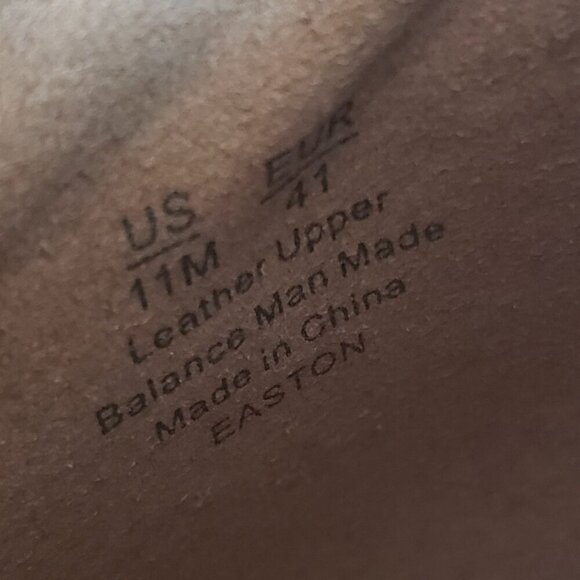 US EUR
11M 41
Leather Upper
Balance Man Made
Made in China
EASTON